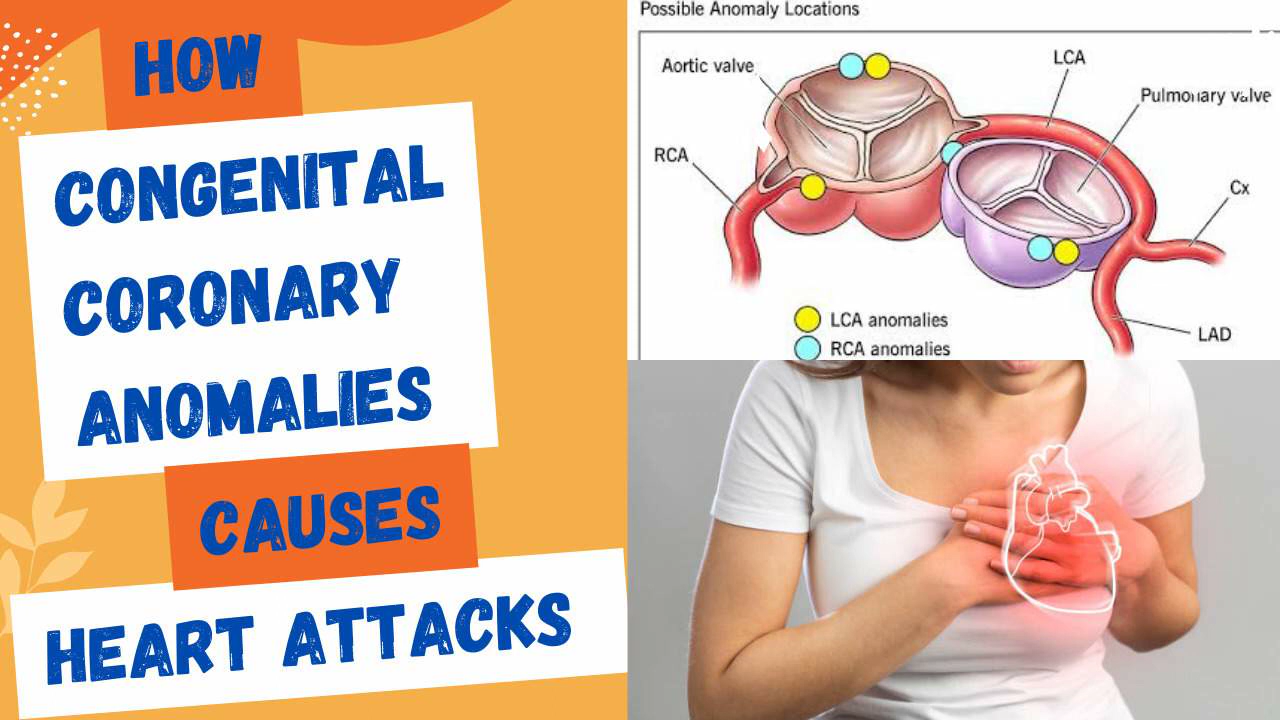 HOW
CONGENITAL
CORONARY
ANOMALIES
CAUSES
HEART ATTACKS
Possible Anomaly Locations
Aortic valve
LCA
Pulmonary valve
RCA
Cx
LCA anomalies
LAD
RCA anomalies